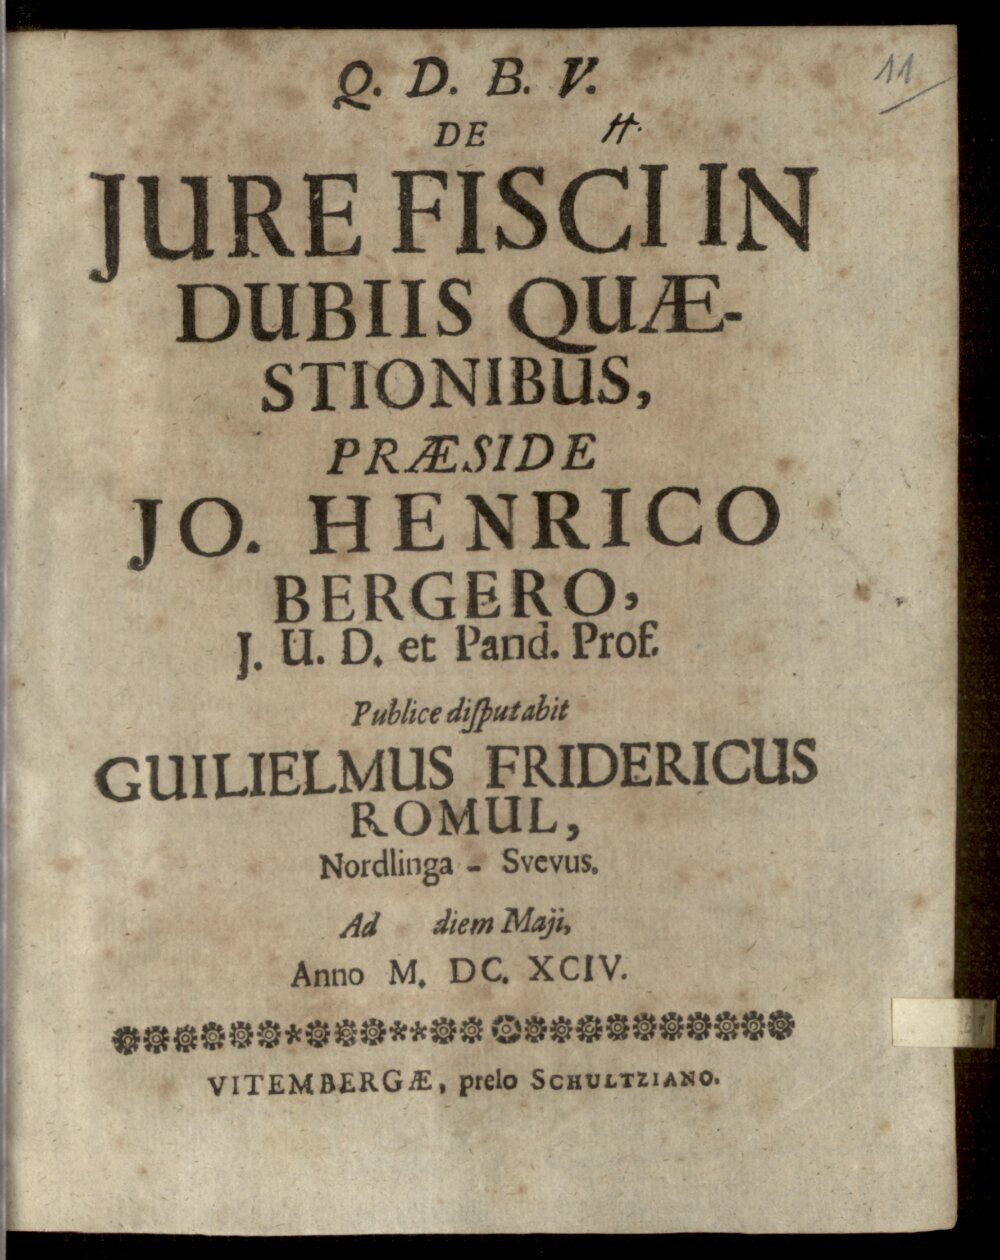 Q. D. B. V.
11
DE
H.
JURE FISCI IN
DUBIIS QUÆ-
STIONIBUS,
PRÆSIDE
JO. HENRICO
BERGERO,
J. U. D. et Pand. Prof.
Publice diſputabit
GUILIELMUS FRIDERICUS
ROMUL,
Nordlinga - Svevus.
Ad diem Maji,
Anno M. DC. XCIV.
VITEMBERGÆ, prelo SCHULTZIANO.